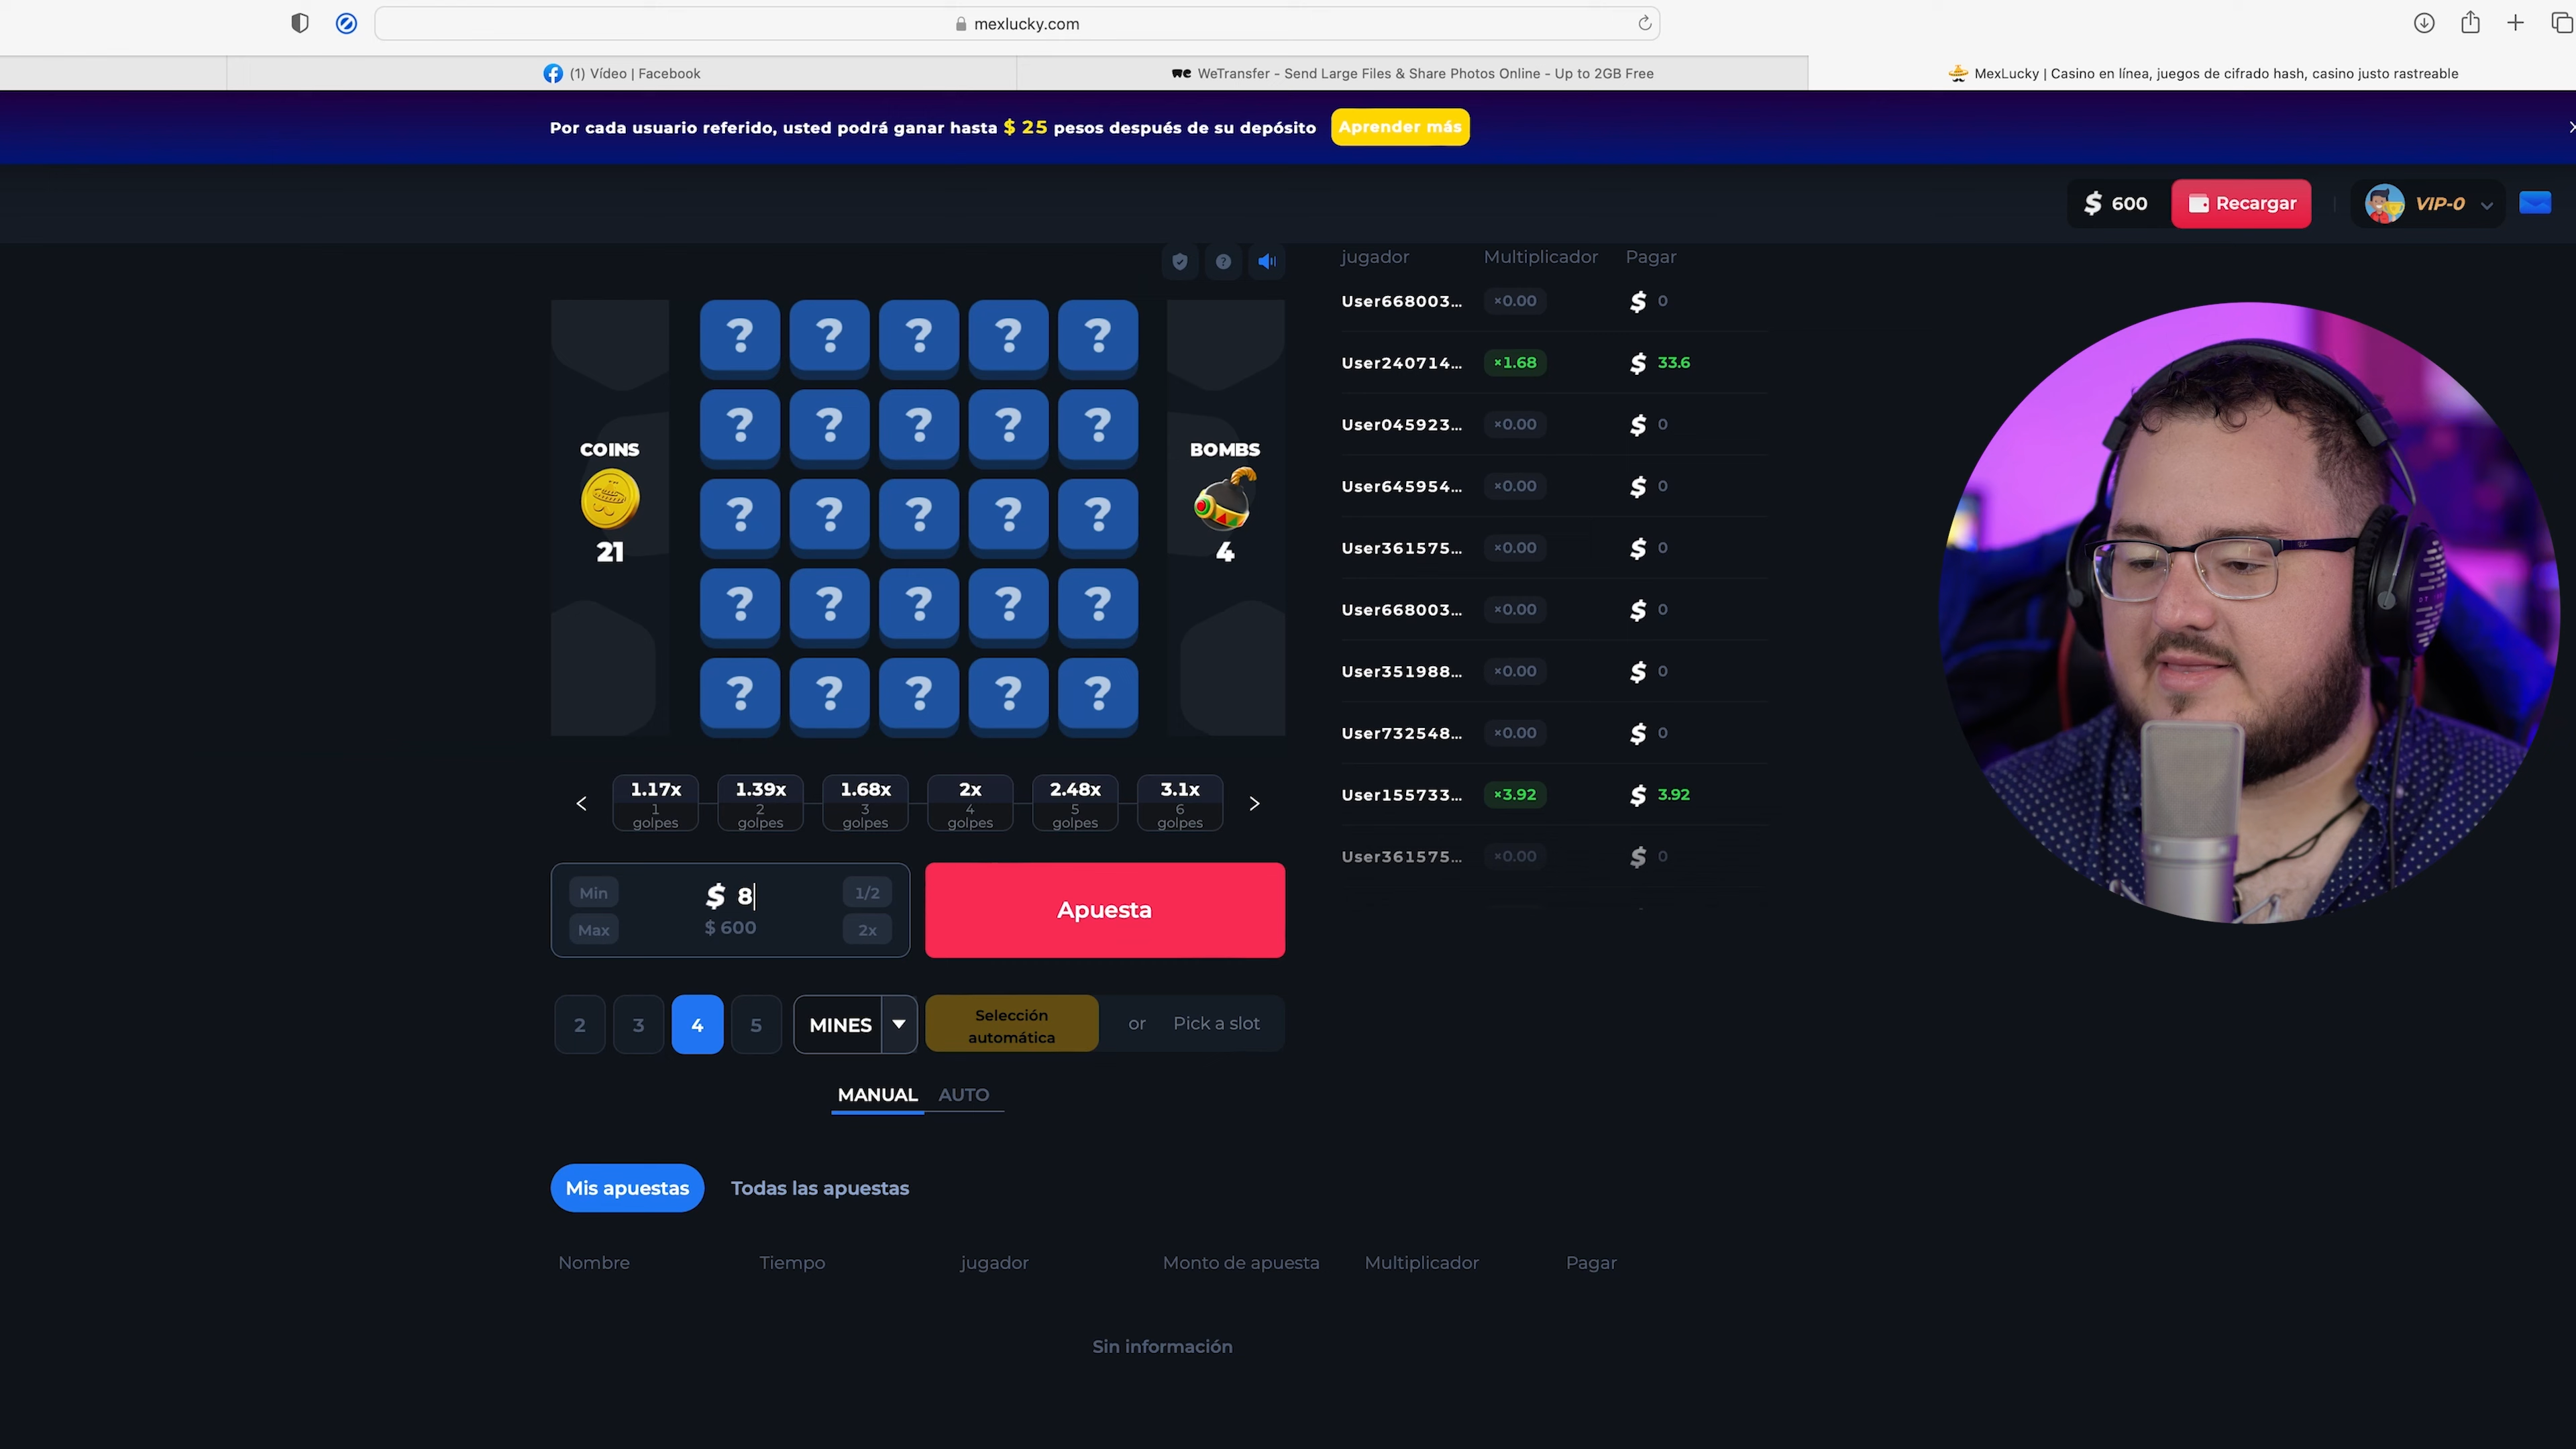 mexlucky.com
(1) Vídeo | Facebook
WeTransfer - Send Large Files & Share Photos Online - Up to 2GB Free
MexLucky | Casino en línea, juegos de cifrado hash, casino justo rastreable
Por cada usuario referido, usted podrá ganar hasta $ 25 pesos después de su depósito Aprender más
$ 600 Recargar VIP-0
jugador Multiplicador Pagar
User668003... ×0.00 $ 0
User240714... ×1.68 $ 33.6
User045923... ×0.00 $ 0
User645954... ×0.00 $ 0
User361575... ×0.00 $ 0
User668003... ×0.00 $ 0
User351988... ×0.00 $ 0
User732548... ×0.00 $ 0
User155733... ×3.92 $ 3.92
User361575... ×0.00 $ 0
? ? ? ? ?
? ? ? ? ?
? ? ? ? ?
? ? ? ? ?
? ? ? ? ?
COINS
21
BOMBS
4
< 1.17x 1.39x 1.68x 2x 2.48x 3.1x >
1 2 3 4 5 6
golpes golpes golpes golpes golpes golpes
Min $ 8 1/2
Max $ 600 2x
Apuesta
2 3 4 5 MINES
Selección
automática
or Pick a slot
MANUAL AUTO
Mis apuestas Todas las apuestas
Nombre Tiempo jugador Monto de apuesta Multiplicador Pagar
Sin información